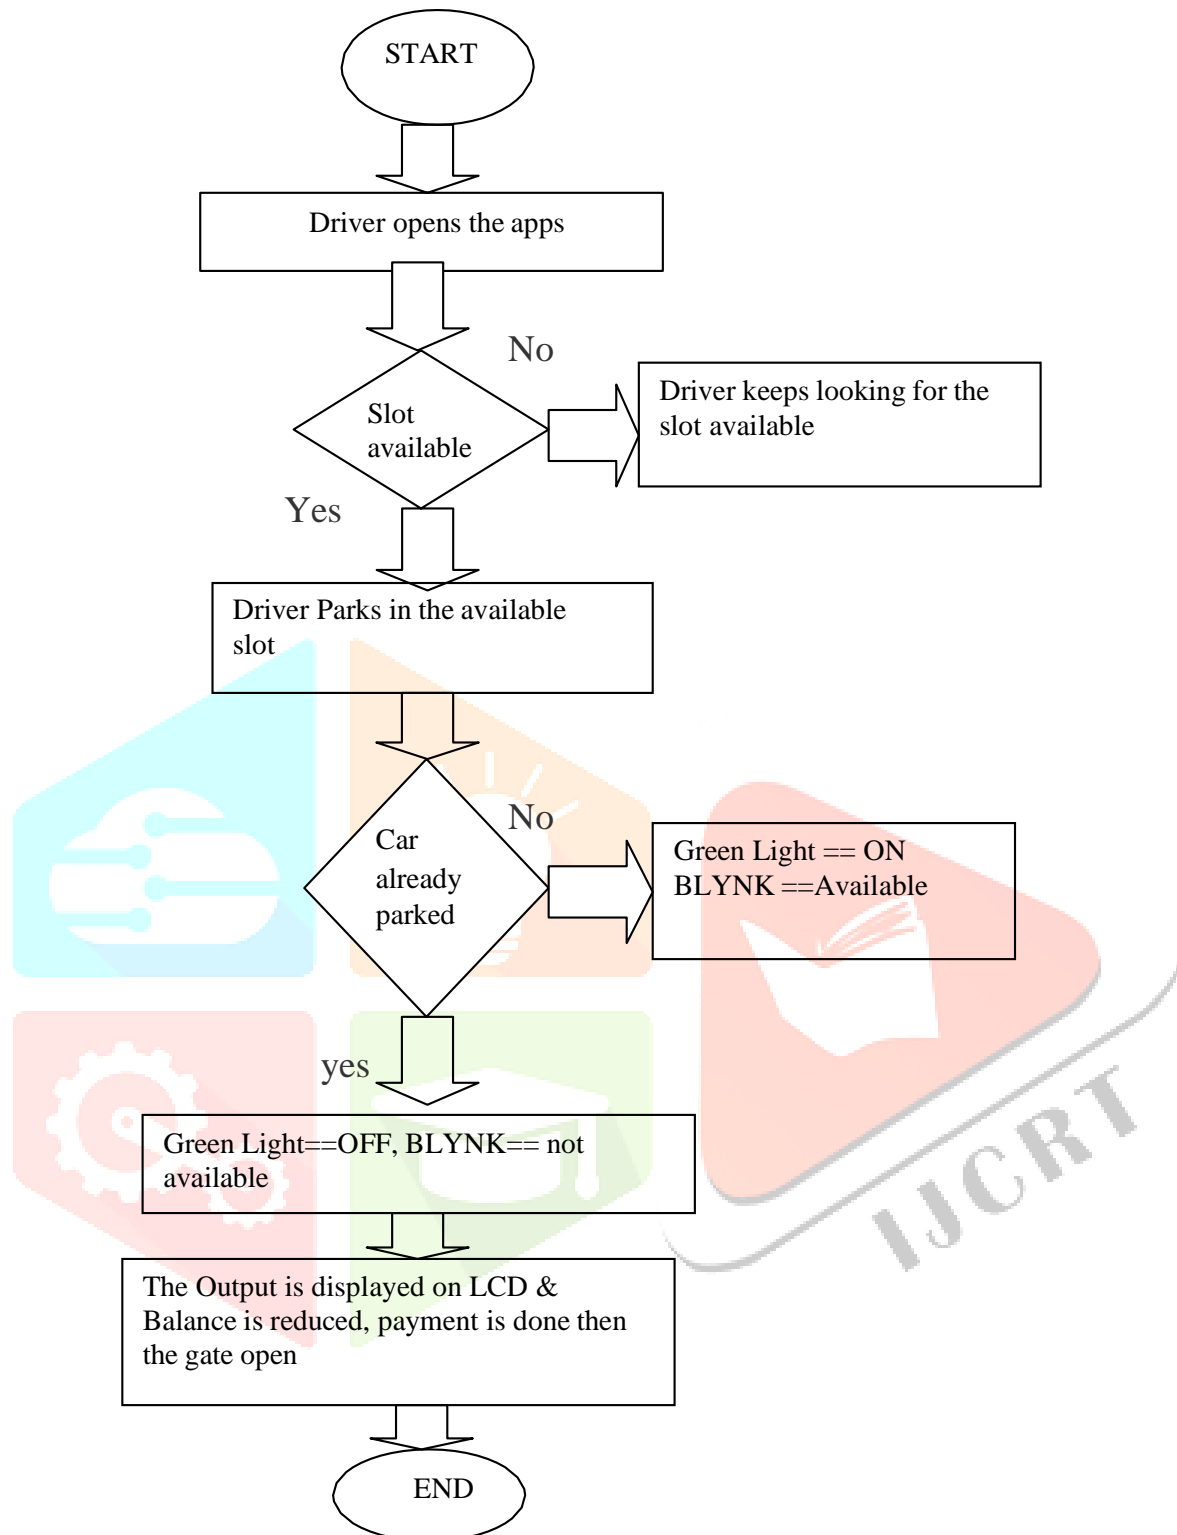 START
Driver opens the apps
No
Slot
available
Driver keeps looking for the
slot available
Yes
Driver Parks in the available
slot
No
Car
already
parked
Green Light == ON
BLYNK ==Available
yes
Green Light==OFF, BLYNK== not
available
IJCRT
The Output is displayed on LCD &
Balance is reduced, payment is done then
the gate open
END